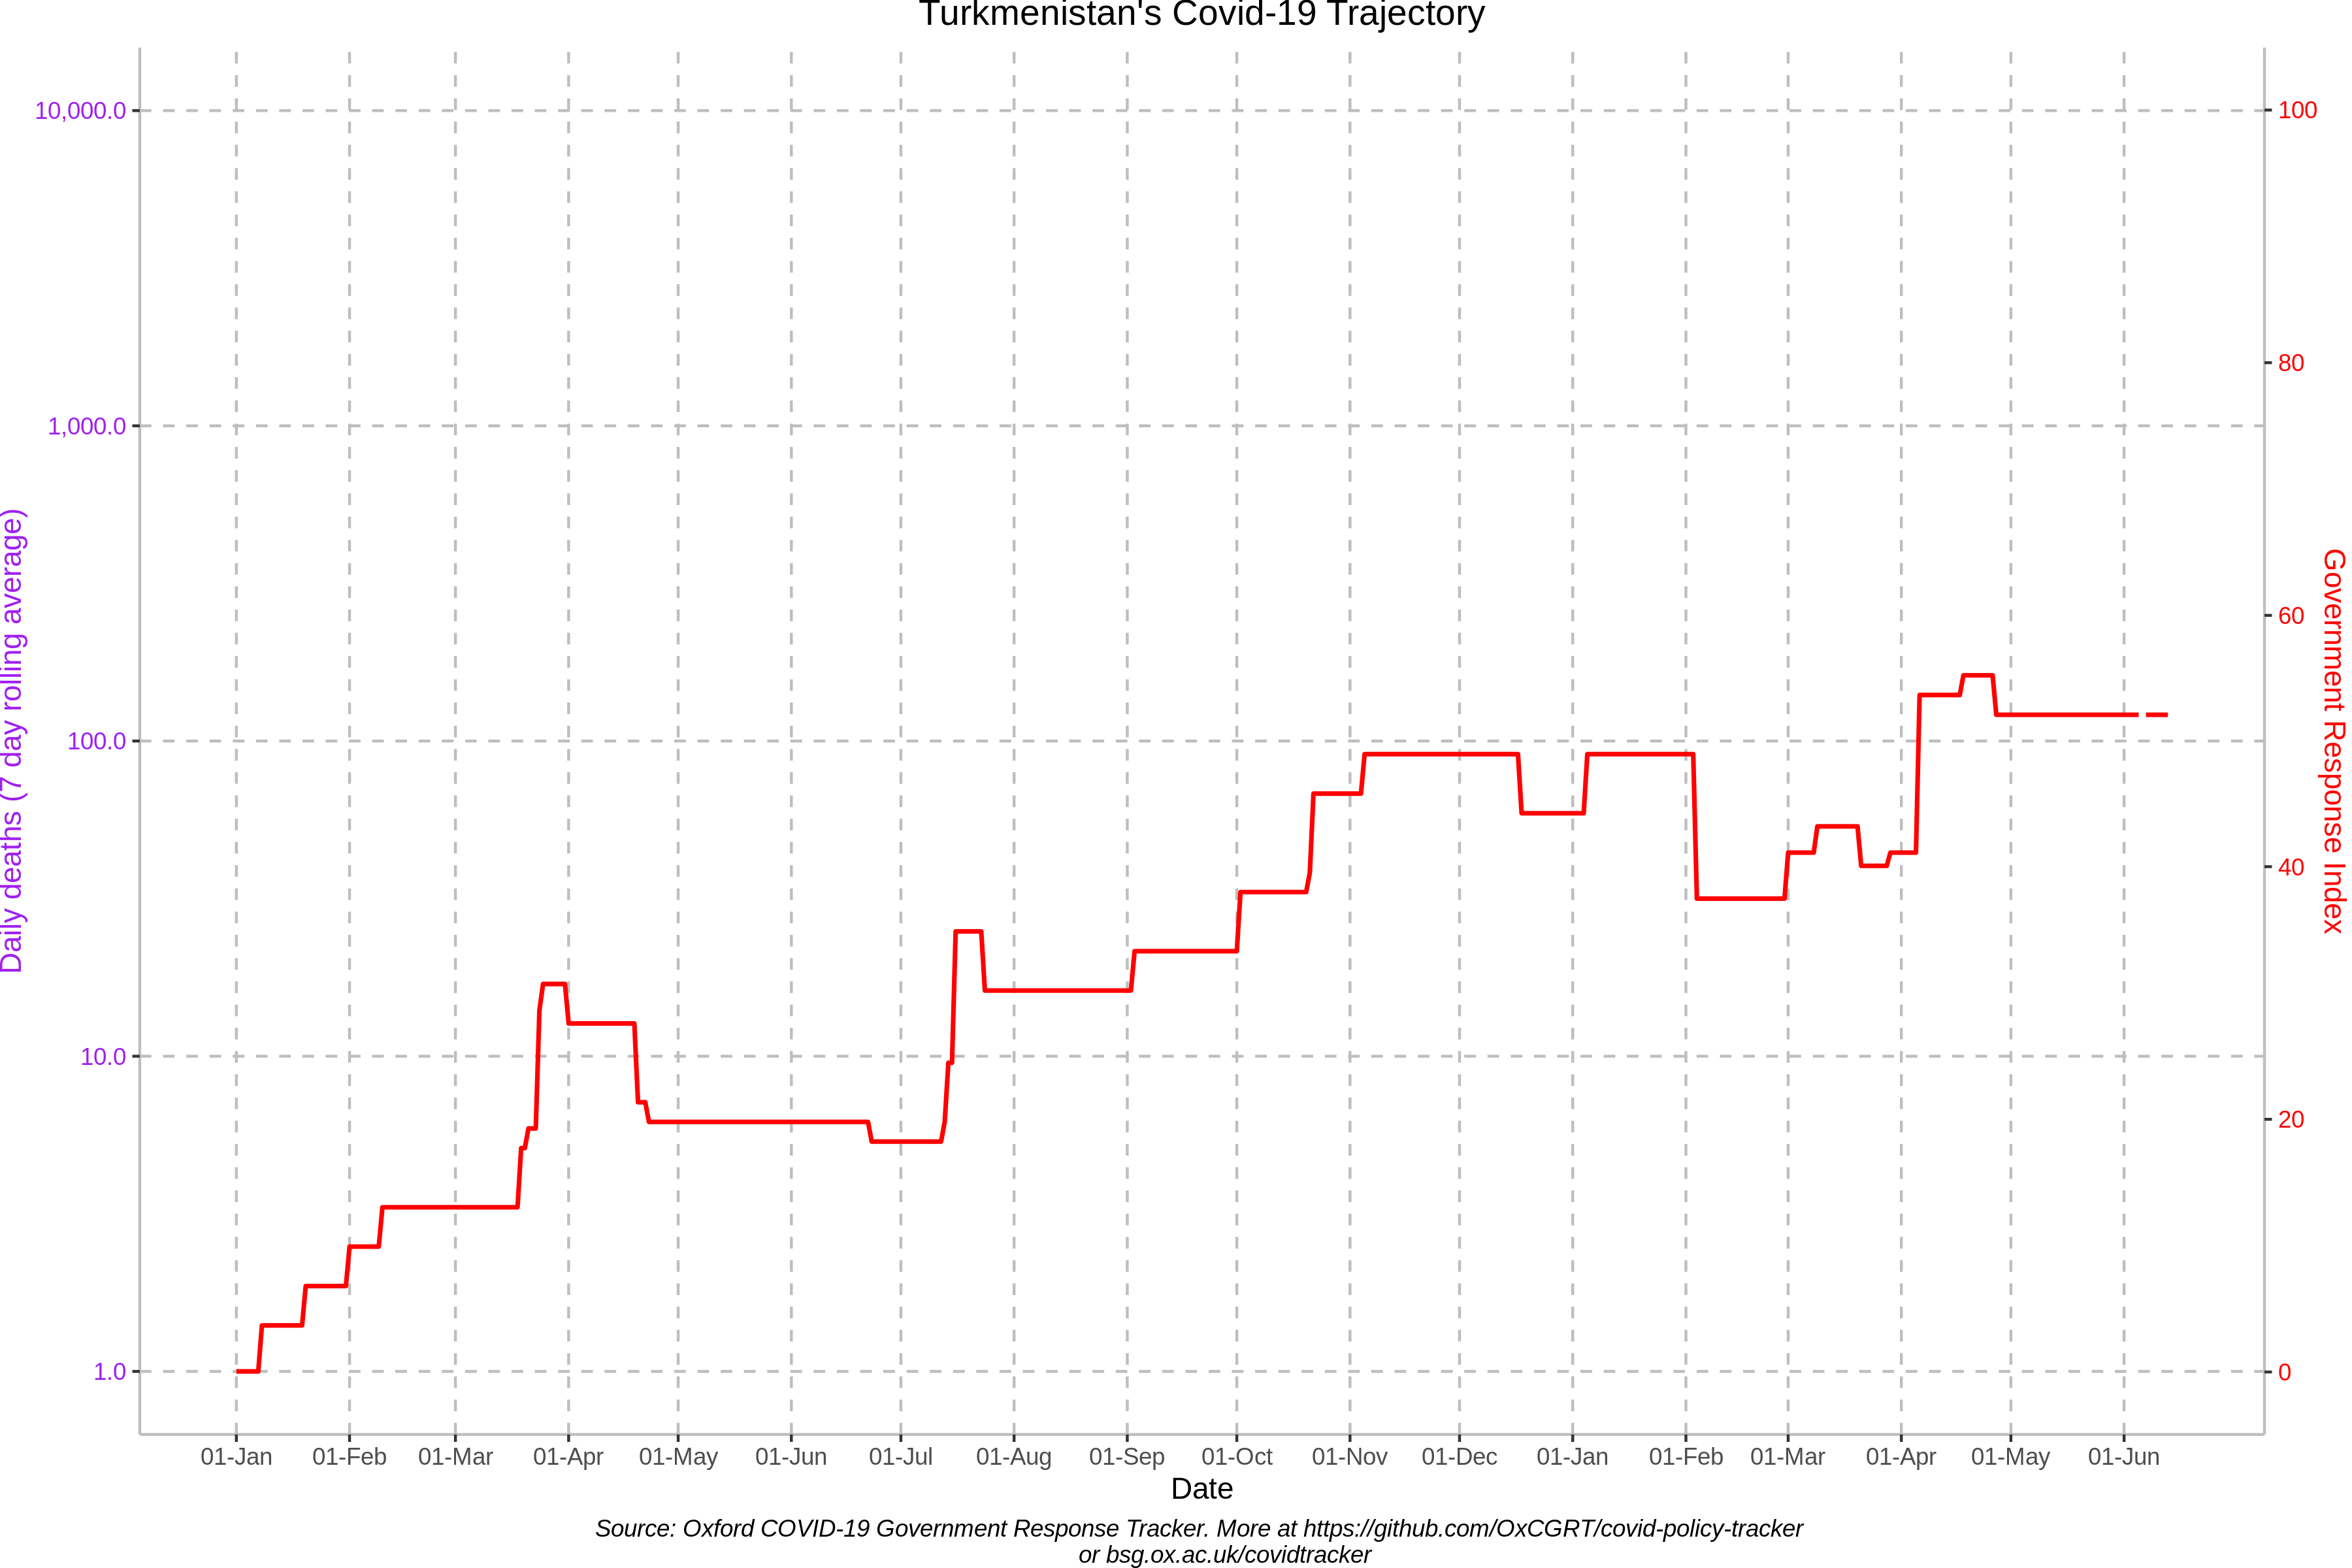 Turkmenistan's Covid-19 Trajectory
10,000.0
1,000.0
100.0
10.0
1.0
Daily deaths (7 day rolling average)
100
80
60
40
20
0
Government Response Index
01-Jan 01-Feb 01-Mar 01-Apr 01-May 01-Jun 01-Jul 01-Aug 01-Sep 01-Oct 01-Nov 01-Dec 01-Jan 01-Feb 01-Mar 01-Apr 01-May 01-Jun
Date
Source: Oxford COVID-19 Government Response Tracker. More at https://github.com/OxCGRT/covid-policy-tracker
or bsg.ox.ac.uk/covidtracker